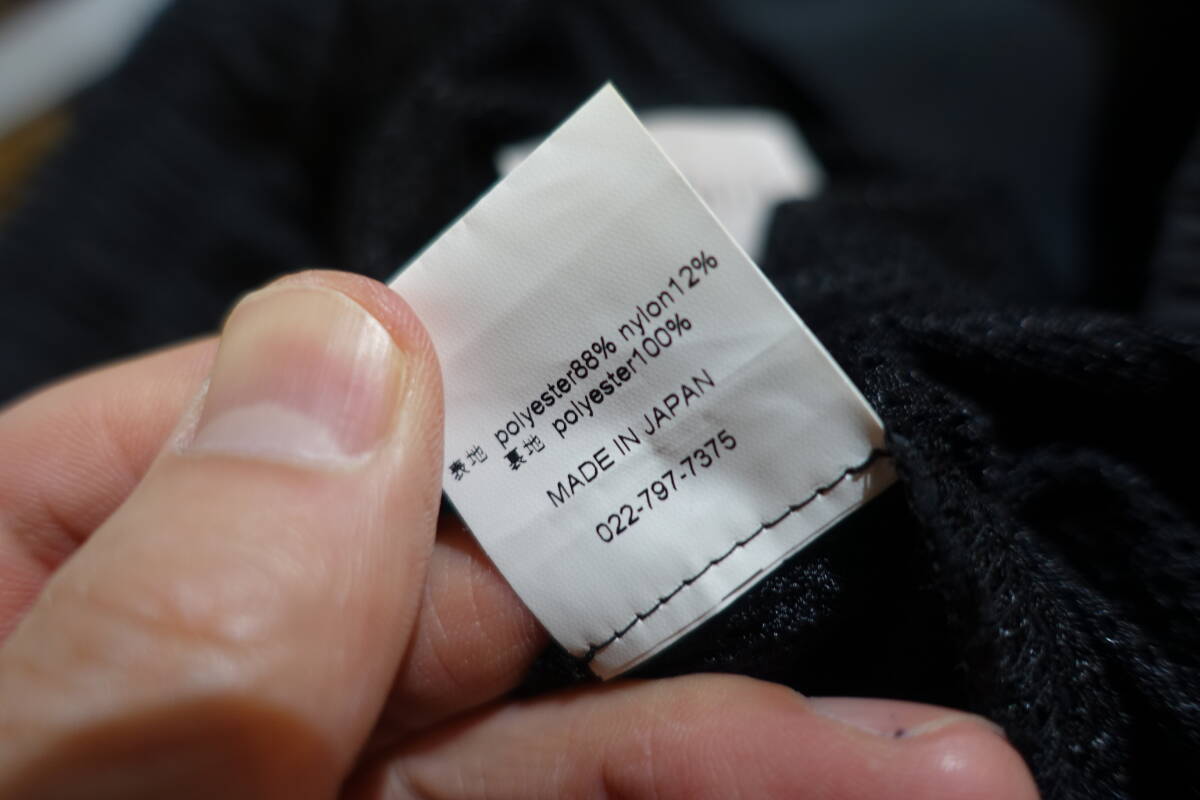 表地 polyester88% nylon12%
裏地 polyester100%
MADE IN JAPAN
022-797-7375